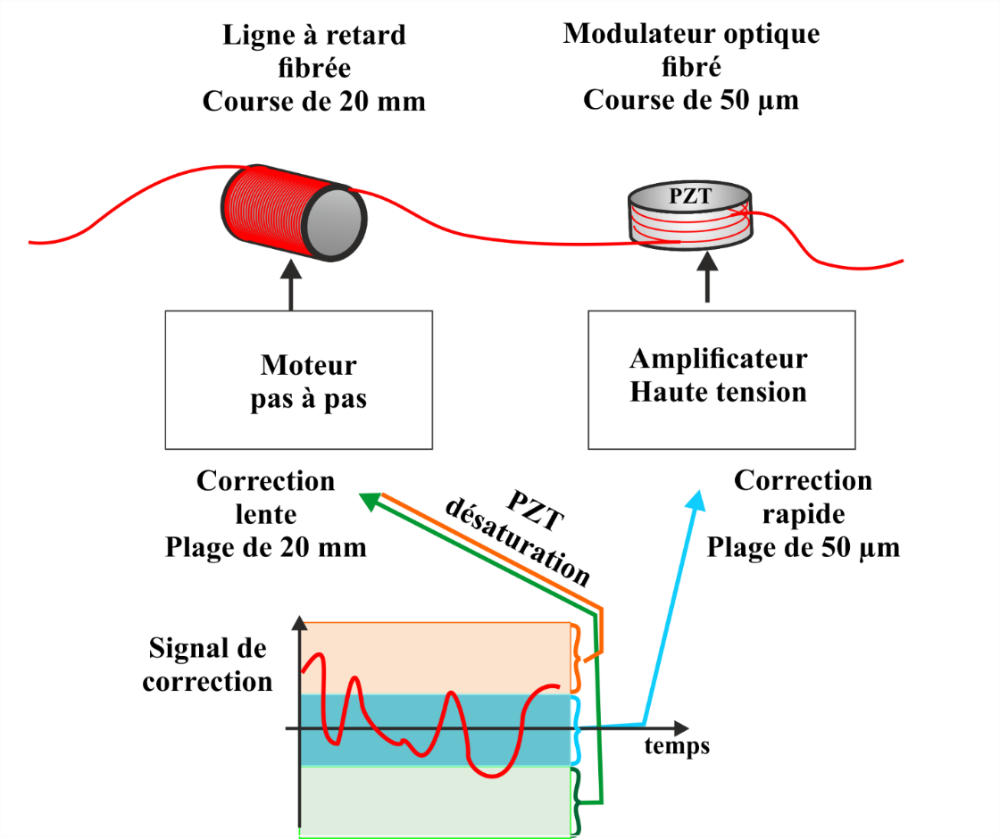 Ligne à retard
fibrée
Course de 20 mm
Modulateur optique
fibré
Course de 50 µm
PZT
Moteur
pas à pas
Amplificateur
Haute tension
Correction
lente
Plage de 20 mm
PZT
désaturation
Correction
rapide
Plage de 50 µm
Signal de
correction
temps